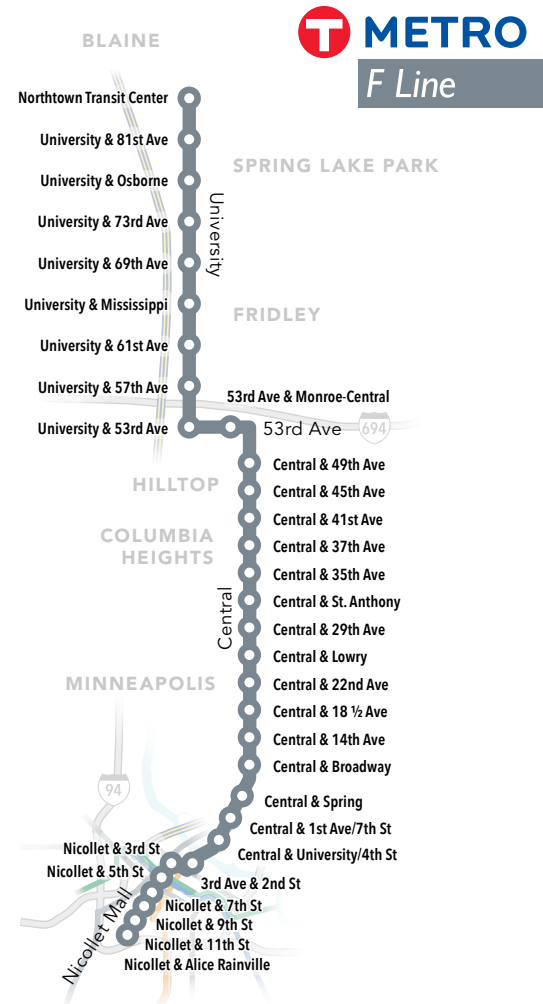 T METRO
F Line
BLAINE
Northtown Transit Center
University & 81st Ave
SPRING LAKE PARK
University & Osborne
University
University & 73rd Ave
University & 69th Ave
University & Mississippi
FRIDLEY
University & 61st Ave
University & 57th Ave
53rd Ave & Monroe-Central
University & 53rd Ave
53rd Ave
694
Central & 49th Ave
HILLTOP
Central & 45th Ave
Central & 41st Ave
COLUMBIA
HEIGHTS
Central & 37th Ave
Central & 35th Ave
Central & St. Anthony
Central
Central & 29th Ave
Central & Lowry
MINNEAPOLIS
Central & 22nd Ave
Central & 18 ½ Ave
Central & 14th Ave
Central & Broadway
94
Central & Spring
Central & 1st Ave/7th St
Nicollet & 3rd St
Central & University/4th St
Nicollet & 5th St
3rd Ave & 2nd St
Nicollet Mall
Nicollet & 7th St
Nicollet & 9th St
Nicollet & 11th St
Nicollet & Alice Rainville